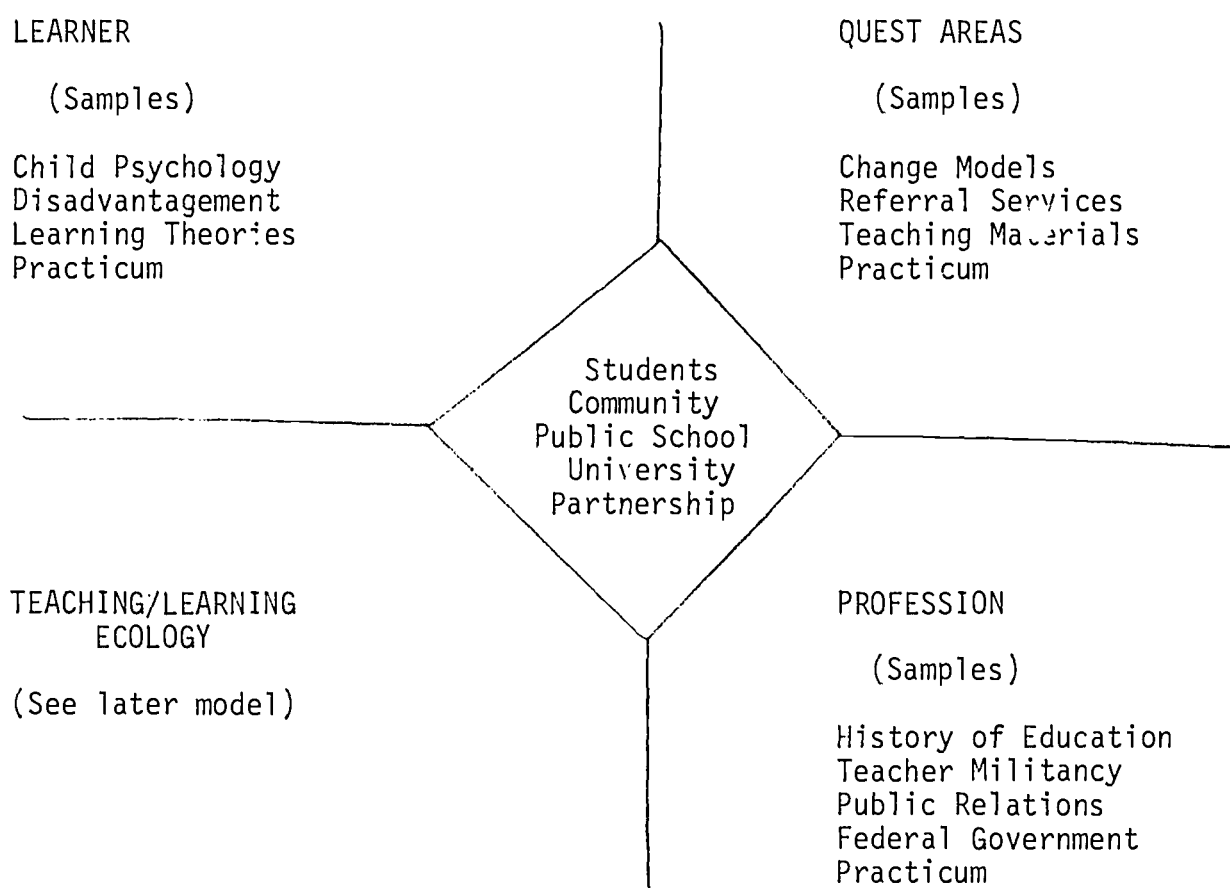 LEARNER
(Samples)
Child Psychology
Disadvantagement
Learning Theories
Practicum
QUEST AREAS
(Samples)
Change Models
Referral Services
Teaching Materials
Practicum
Students
Community
Public School
University
Partnership
TEACHING/LEARNING
ECOLOGY
(See later model)
PROFESSION
(Samples)
History of Education
Teacher Militancy
Public Relations
Federal Government
Practicum